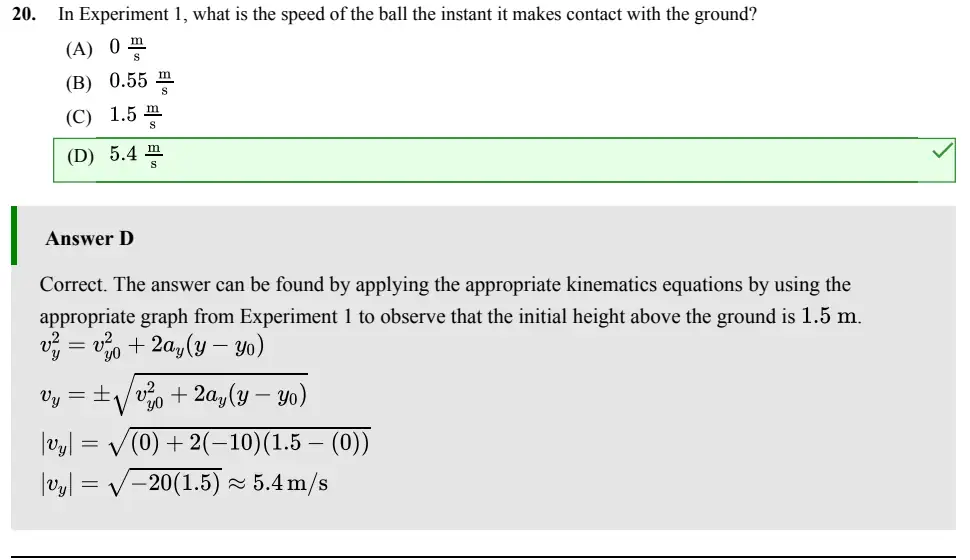 20. In Experiment 1, what is the speed of the ball the instant it makes contact with the ground?
(A) 0 m/s
(B) 0.55 m/s
(C) 1.5 m/s
(D) 5.4 m/s
Answer D
Correct. The answer can be found by applying the appropriate kinematics equations by using the
appropriate graph from Experiment 1 to observe that the initial height above the ground is 1.5 m.
v_y^2 = v_{y0}^2 + 2a_y(y − y_0)
v_y = ±√(v_{y0}^2 + 2a_y(y − y_0))
|v_y| = √((0) + 2(−10)(1.5 − (0)))
|v_y| = √(−20(1.5)) ≈ 5.4 m/s